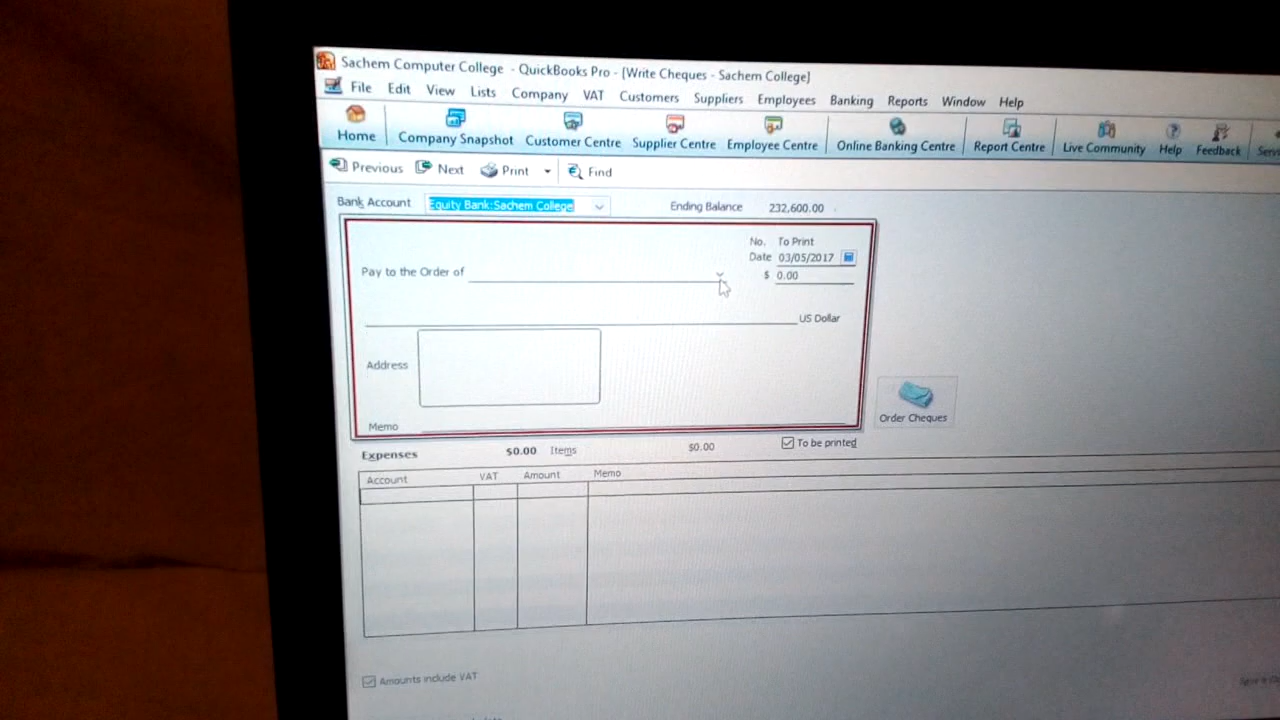 Sachem Computer College - QuickBooks Pro - [Write Cheques - Sachem College]
File Edit View Lists Company VAT Customers Suppliers Employees Banking Reports Window Help
Home Company Snapshot Customer Centre Supplier Centre Employee Centre Online Banking Centre Report Centre Live Community Help Feedback
Previous Next Print Find
Bank Account Equity Bank:Sachem College Ending Balance 232,600.00
No. To Print
Date 03/05/2017
Pay to the Order of $ 0.00
US Dollar
Address
Order Cheques
Memo
Expenses $0.00 Items $0.00 To be printed
Account VAT Amount Memo
Amounts include VAT